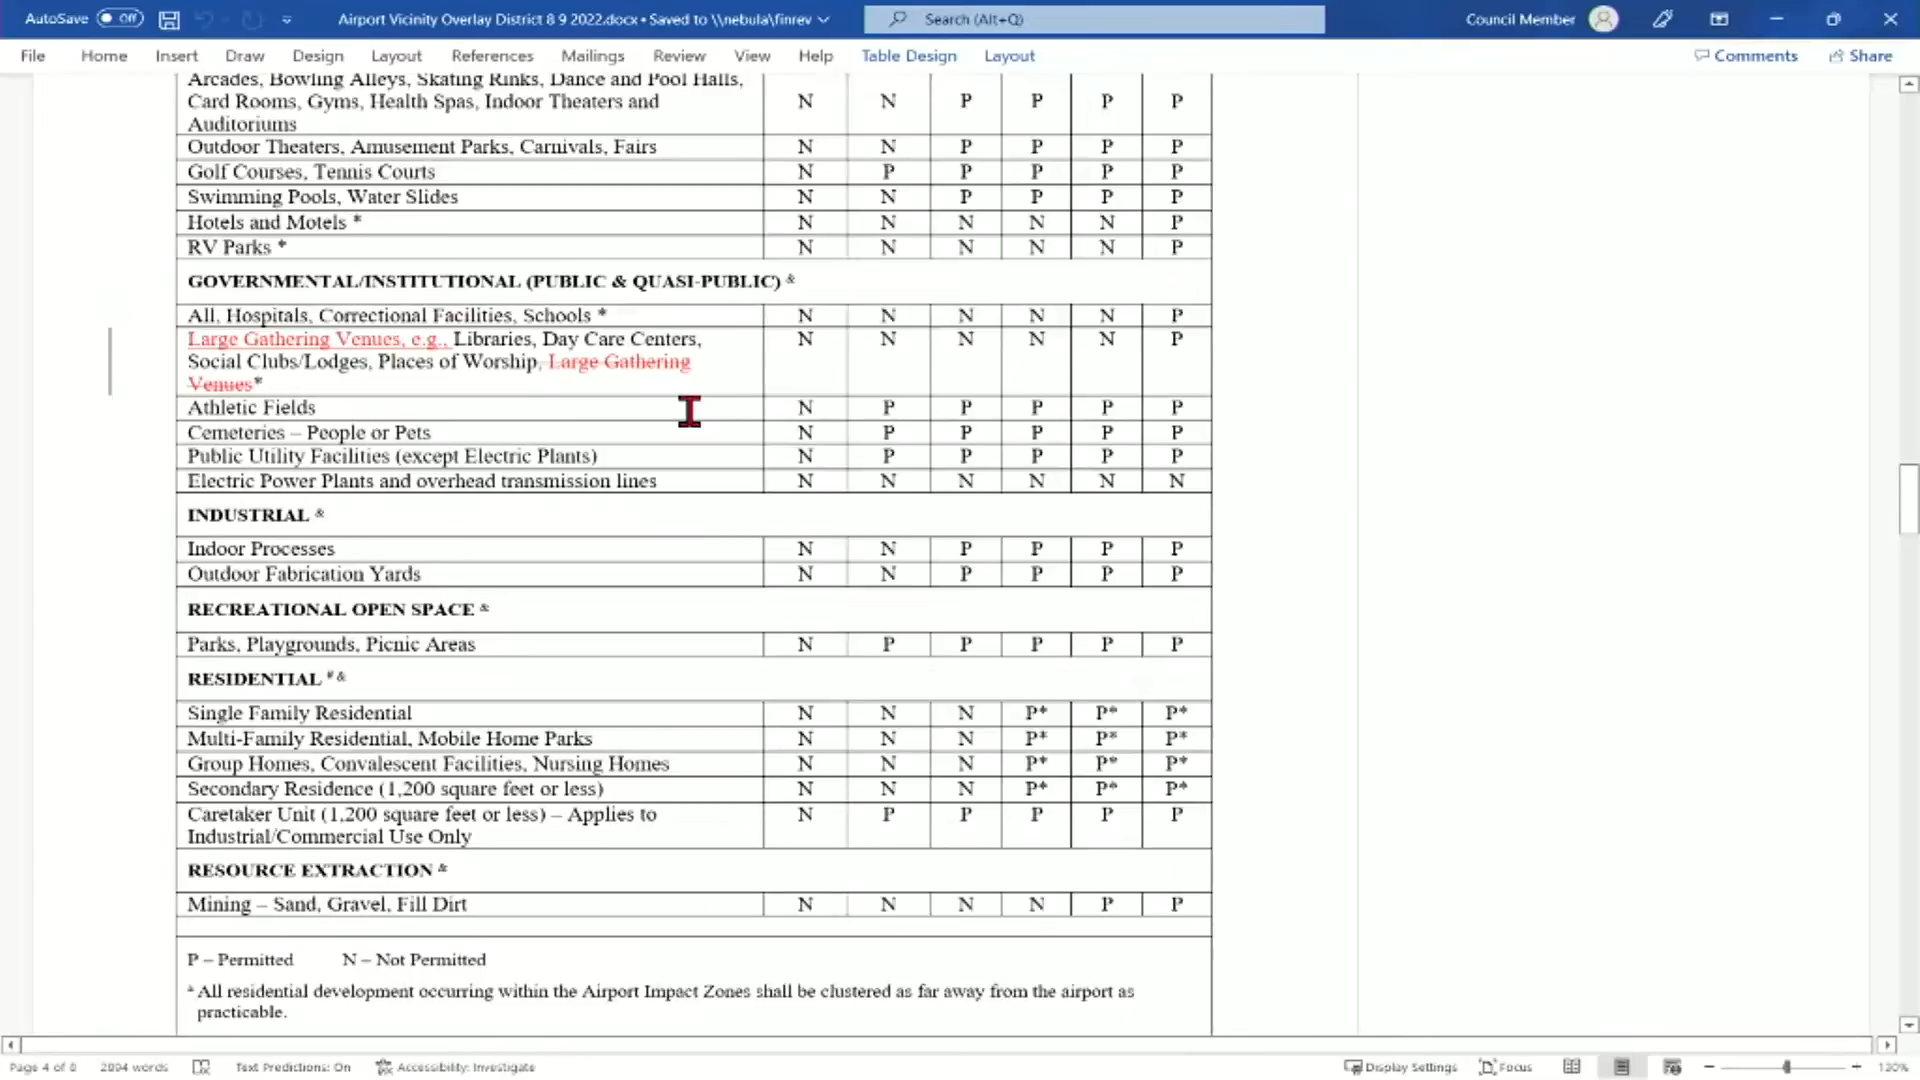 AutoSave Off Airport Vicinity Overlay District 8 9 2022.docx • Saved to \\nebula\finrev Search (Alt+Q) Council Member
File Home Insert Draw Design Layout References Mailings Review View Help Table Design Layout Comments Share
Arcades, Bowling Alleys, Skating Rinks, Dance and Pool Halls,
Card Rooms, Gyms, Health Spas, Indoor Theaters and N N P P P P
Auditoriums
Outdoor Theaters, Amusement Parks, Carnivals, Fairs N N P P P P
Golf Courses, Tennis Courts N P P P P P
Swimming Pools, Water Slides N N P P P P
Hotels and Motels * N N N N N P
RV Parks * N N N N N P
GOVERNMENTAL/INSTITUTIONAL (PUBLIC & QUASI-PUBLIC) &
All, Hospitals, Correctional Facilities, Schools * N N N N N P
Large Gathering Venues, e.g., Libraries, Day Care Centers, N N N N N P
Social Clubs/Lodges, Places of Worship, Large Gathering
Venues*
Athletic Fields N P P P P P
Cemeteries – People or Pets N P P P P P
Public Utility Facilities (except Electric Plants) N P P P P P
Electric Power Plants and overhead transmission lines N N N N N N
INDUSTRIAL &
Indoor Processes N N P P P P
Outdoor Fabrication Yards N N P P P P
RECREATIONAL OPEN SPACE &
Parks, Playgrounds, Picnic Areas N P P P P P
RESIDENTIAL # &
Single Family Residential N N N P* P* P*
Multi-Family Residential, Mobile Home Parks N N N P* P* P*
Group Homes, Convalescent Facilities, Nursing Homes N N N P* P* P*
Secondary Residence (1,200 square feet or less) N N N P* P* P*
Caretaker Unit (1,200 square feet or less) – Applies to N P P P P P
Industrial/Commercial Use Only
RESOURCE EXTRACTION &
Mining – Sand, Gravel, Fill Dirt N N N N P P
P – Permitted N – Not Permitted
* All residential development occurring within the Airport Impact Zones shall be clustered as far away from the airport as
practicable.
Page 4 of 8 2894 words Text Predictions: On Accessibility: Investigate Display Settings Focus 130%